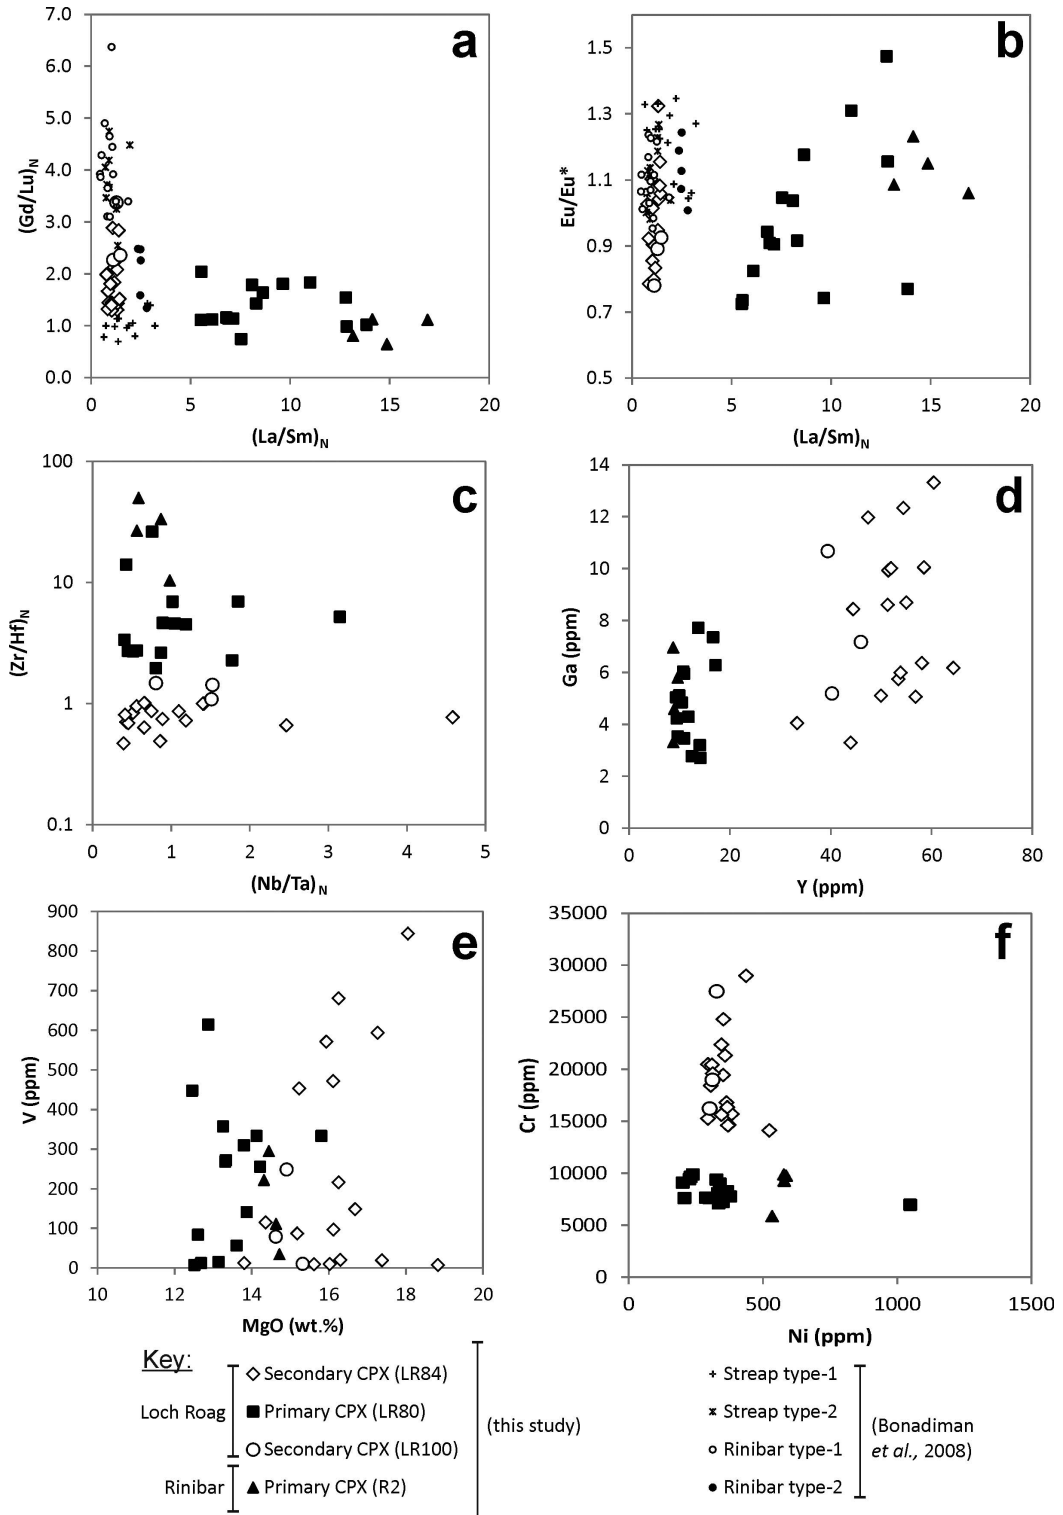 a
7.0
6.0
5.0
4.0
3.0
2.0
1.0
0.0
(Gd/Lu)N
0 5 10 15 20
(La/Sm)N
b
1.5
1.3
1.1
0.9
0.7
0.5
Eu/Eu*
0 5 10 15 20
(La/Sm)N
c
100
10
1
0.1
(Zr/Hf)N
0 1 2 3 4 5
(Nb/Ta)N
d
14
12
10
8
6
4
2
0
Ga (ppm)
0 20 40 60 80
Y (ppm)
e
900
800
700
600
500
400
300
200
100
0
V (ppm)
10 12 14 16 18 20
MgO (wt.%)
f
35000
30000
25000
20000
15000
10000
5000
0
Cr (ppm)
0 500 1000 1500
Ni (ppm)
Key:
Loch Roag
Secondary CPX (LR84)
Primary CPX (LR80)
Secondary CPX (LR100)
Rinibar
Primary CPX (R2)
(this study)
Streap type-1
Streap type-2
Rinibar type-1
Rinibar type-2
(Bonadiman
et al., 2008)